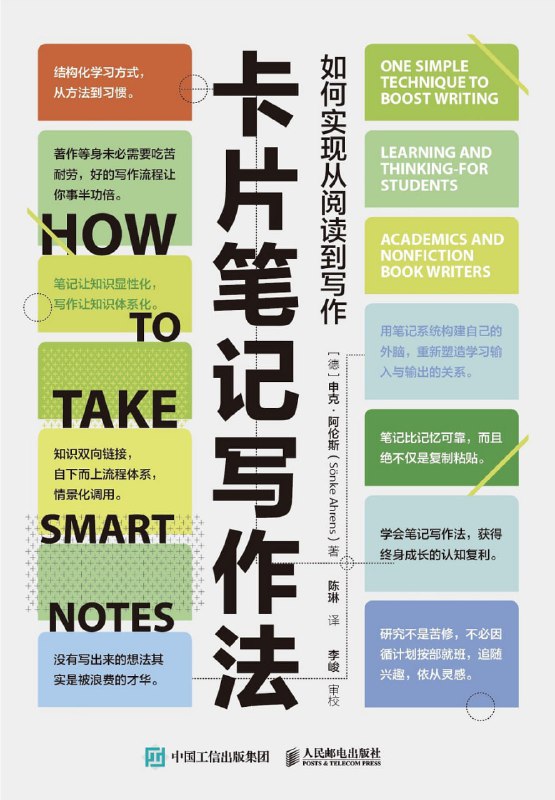 结构化学习方式，
从方法到习惯。
著作等身未必需要吃苦
耐劳，好的写作流程让
你事半功倍。
HOW
笔记让知识显性化，
写作让知识体系化。
TO
TAKE
知识双向链接，
自下而上流程体系，
情景化调用。
SMART
NOTES
没有写出来的想法其
实是被浪费的才华。
卡片笔记写作法
如何实现从阅读到写作
［德］申克·阿伦斯（Sönke Ahrens）著
陈琳 译 李峻 审校
ONE SIMPLE
TECHNIQUE TO
BOOST WRITING
LEARNING AND
THINKING-FOR
STUDENTS
ACADEMICS AND
NONFICTION
BOOK WRITERS
用笔记系统构建自己的
外脑，重新塑造学习输
入与输出的关系。
笔记比记忆可靠，而且
绝不仅是复制粘贴。
学会笔记写作法，获得
终身成长的认知复利。
研究不是苦修，不必因
循计划按部就班，追随
兴趣，依从灵感。
中国工信出版集团
人民邮电出版社
POSTS & TELECOM PRESS